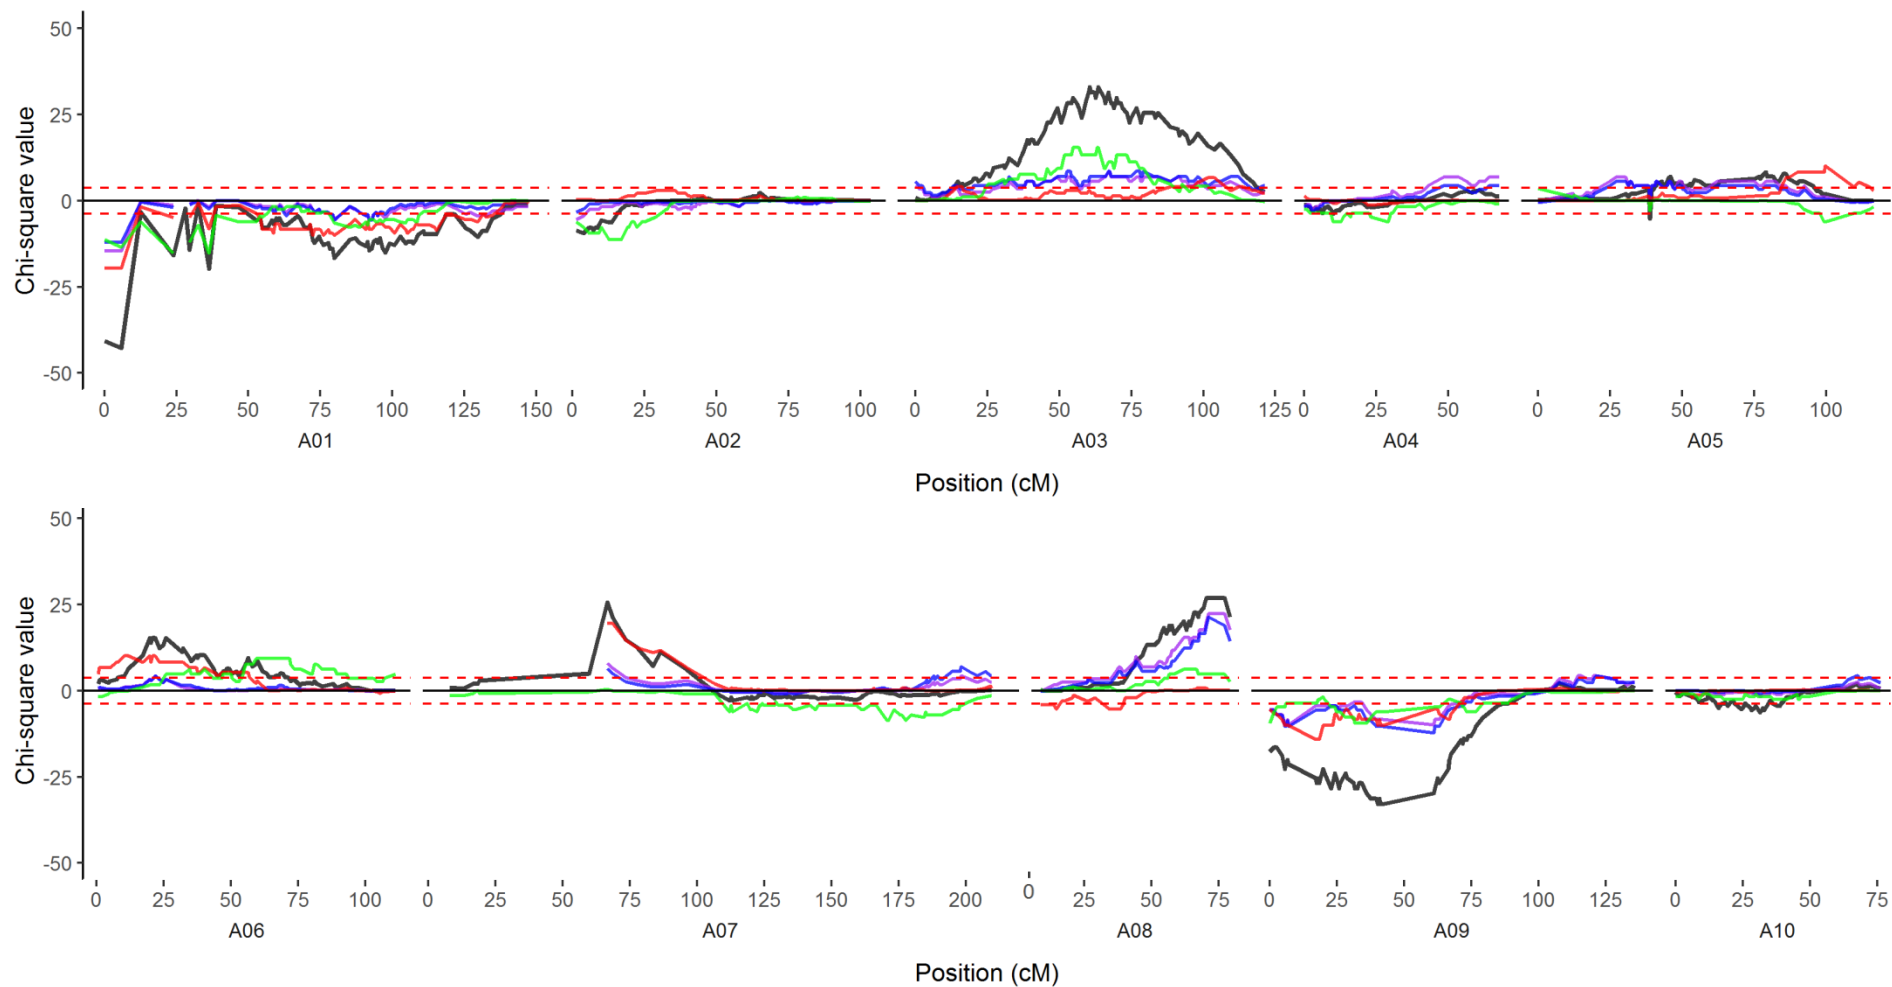 50
25
0
-25
-50
Chi-square value
0 25 50 75 100 125 150 0 25 50 75 100 0 25 50 75 100 125 0 25 50 0 25 50 75 100
A01 A02 A03 A04 A05
Position (cM)
50
25
0
-25
-50
Chi-square value
0 25 50 75 100 0 25 50 75 100 125 150 175 200 0 25 50 75 0 25 50 75 100 125 0 25 50 75
A06 A07 A08 A09 A10
Position (cM)